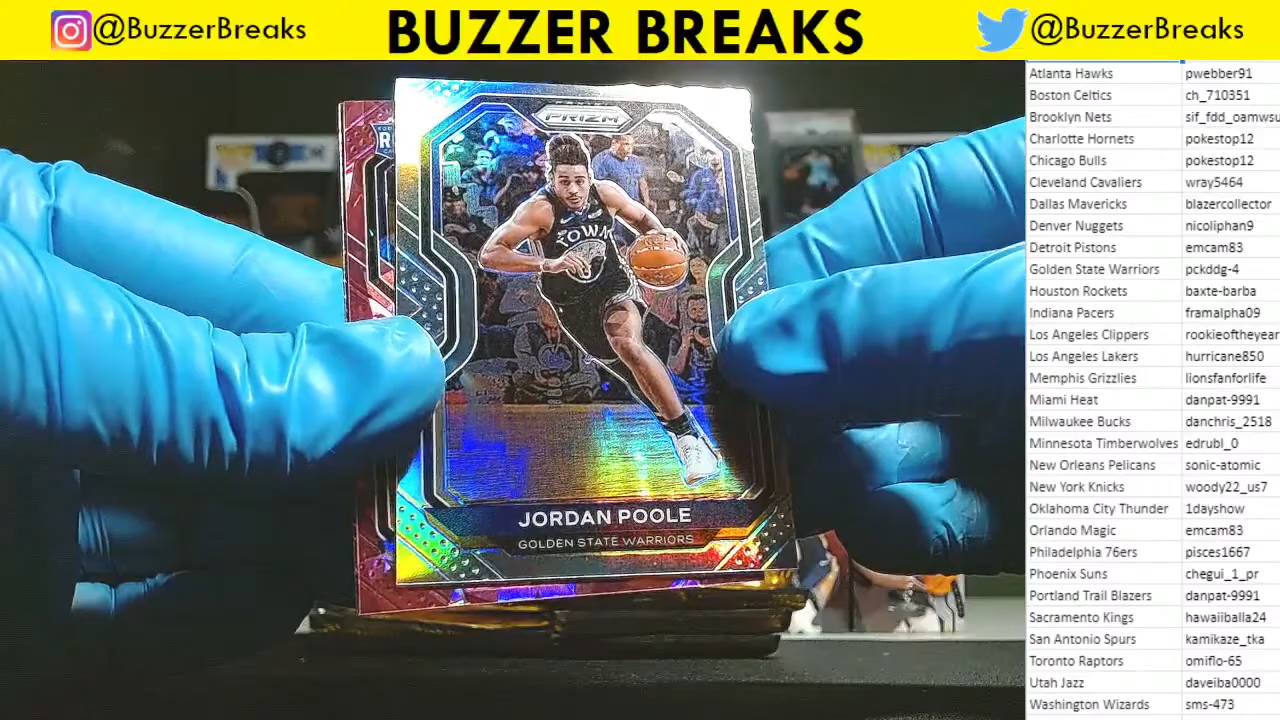 @BuzzerBreaks
BUZZER BREAKS
@BuzzerBreaks
PRIZM
TOWN
JORDAN POOLE
GOLDEN STATE WARRIORS
Atlanta Hawks pwebber91
Boston Celtics ch_710351
Brooklyn Nets sif_fdd_oamwsu
Charlotte Hornets pokestop12
Chicago Bulls pokestop12
Cleveland Cavaliers wray5464
Dallas Mavericks blazercollector
Denver Nuggets nicoliphan9
Detroit Pistons emcam83
Golden State Warriors pckddg-4
Houston Rockets baxte-barba
Indiana Pacers framalpha09
Los Angeles Clippers rookieoftheyear
Los Angeles Lakers hurricane850
Memphis Grizzlies lionsfanforlife
Miami Heat danpat-9991
Milwaukee Bucks danchris_2518
Minnesota Timberwolves edrubl_0
New Orleans Pelicans sonic-atomic
New York Knicks woody22_us7
Oklahoma City Thunder 1dayshow
Orlando Magic emcam83
Philadelphia 76ers pisces1667
Phoenix Suns chegui_1_pr
Portland Trail Blazers danpat-9991
Sacramento Kings hawaiiballa24
San Antonio Spurs kamikaze_tka
Toronto Raptors omiflo-65
Utah Jazz daveiba0000
Washington Wizards sms-473